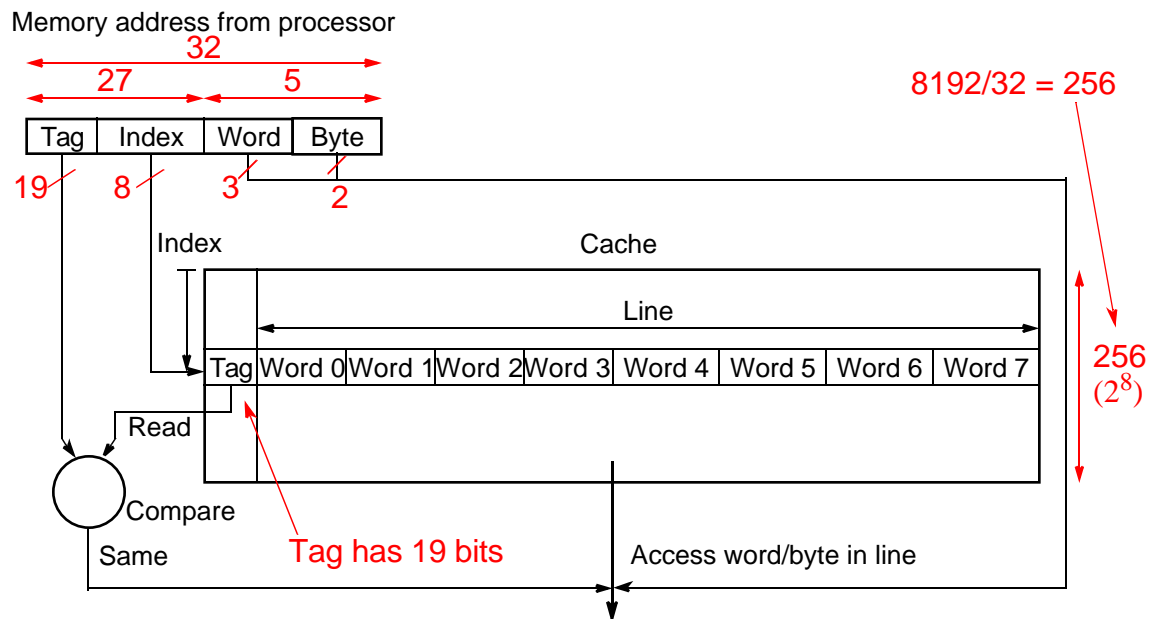 Memory address from processor
32
27
5
8192/32 = 256
Tag
Index
Word
Byte
19
8
3
2
Index
Cache
Line
Tag
Word 0
Word 1
Word 2
Word 3
Word 4
Word 5
Word 6
Word 7
256
(2⁸)
Read
Compare
Same
Tag has 19 bits
Access word/byte in line